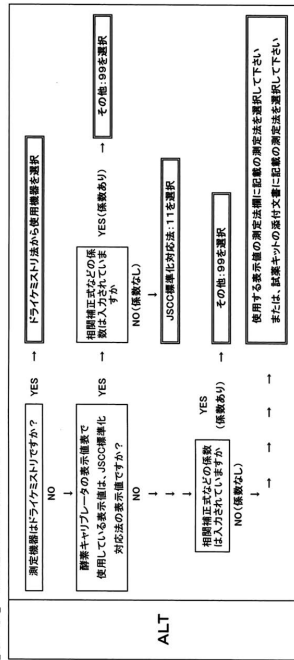 ALT
測定機器はドライケミストリですか？
YES
→
ドライケミストリ法から使用機器を選択
NO
↓
酵素キャリブレータの表示値表で
使用している表示値は、JSCC標準化
対応法の表示値ですか？
YES
→
相関補正式などの係
数は入力されていま
すか
YES(係数あり)
→
その他:99を選択
NO(係数なし)
↓
JSCC標準化対応法:11を選択
NO
↓
↓
↓
相関補正式などの係数
は入力されていますか
YES
(係数あり)
→
その他:99を選択
NO(係数なし)
↓
→
→
→
→
使用する表示値の測定法欄に記載の測定法を選択して下さい
または、試薬キットの添付文書に記載の測定法を選択して下さい